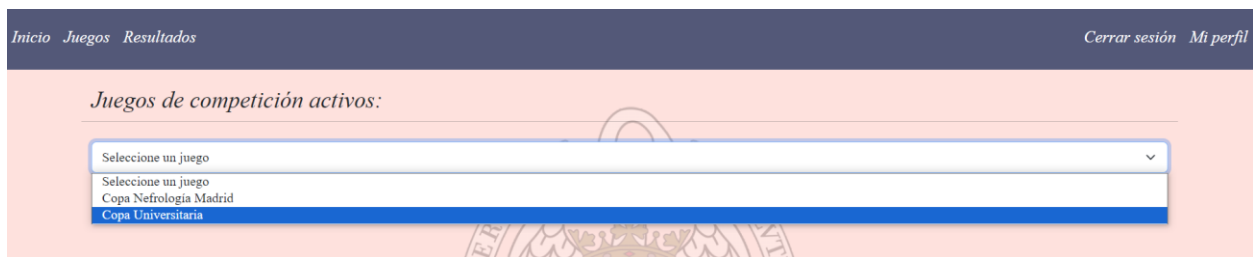 Inicio Juegos Resultados Cerrar sesión Mi perfil
Juegos de competición activos:
Seleccione un juego
Seleccione un juego
Copa Nefrología Madrid
Copa Universitaria